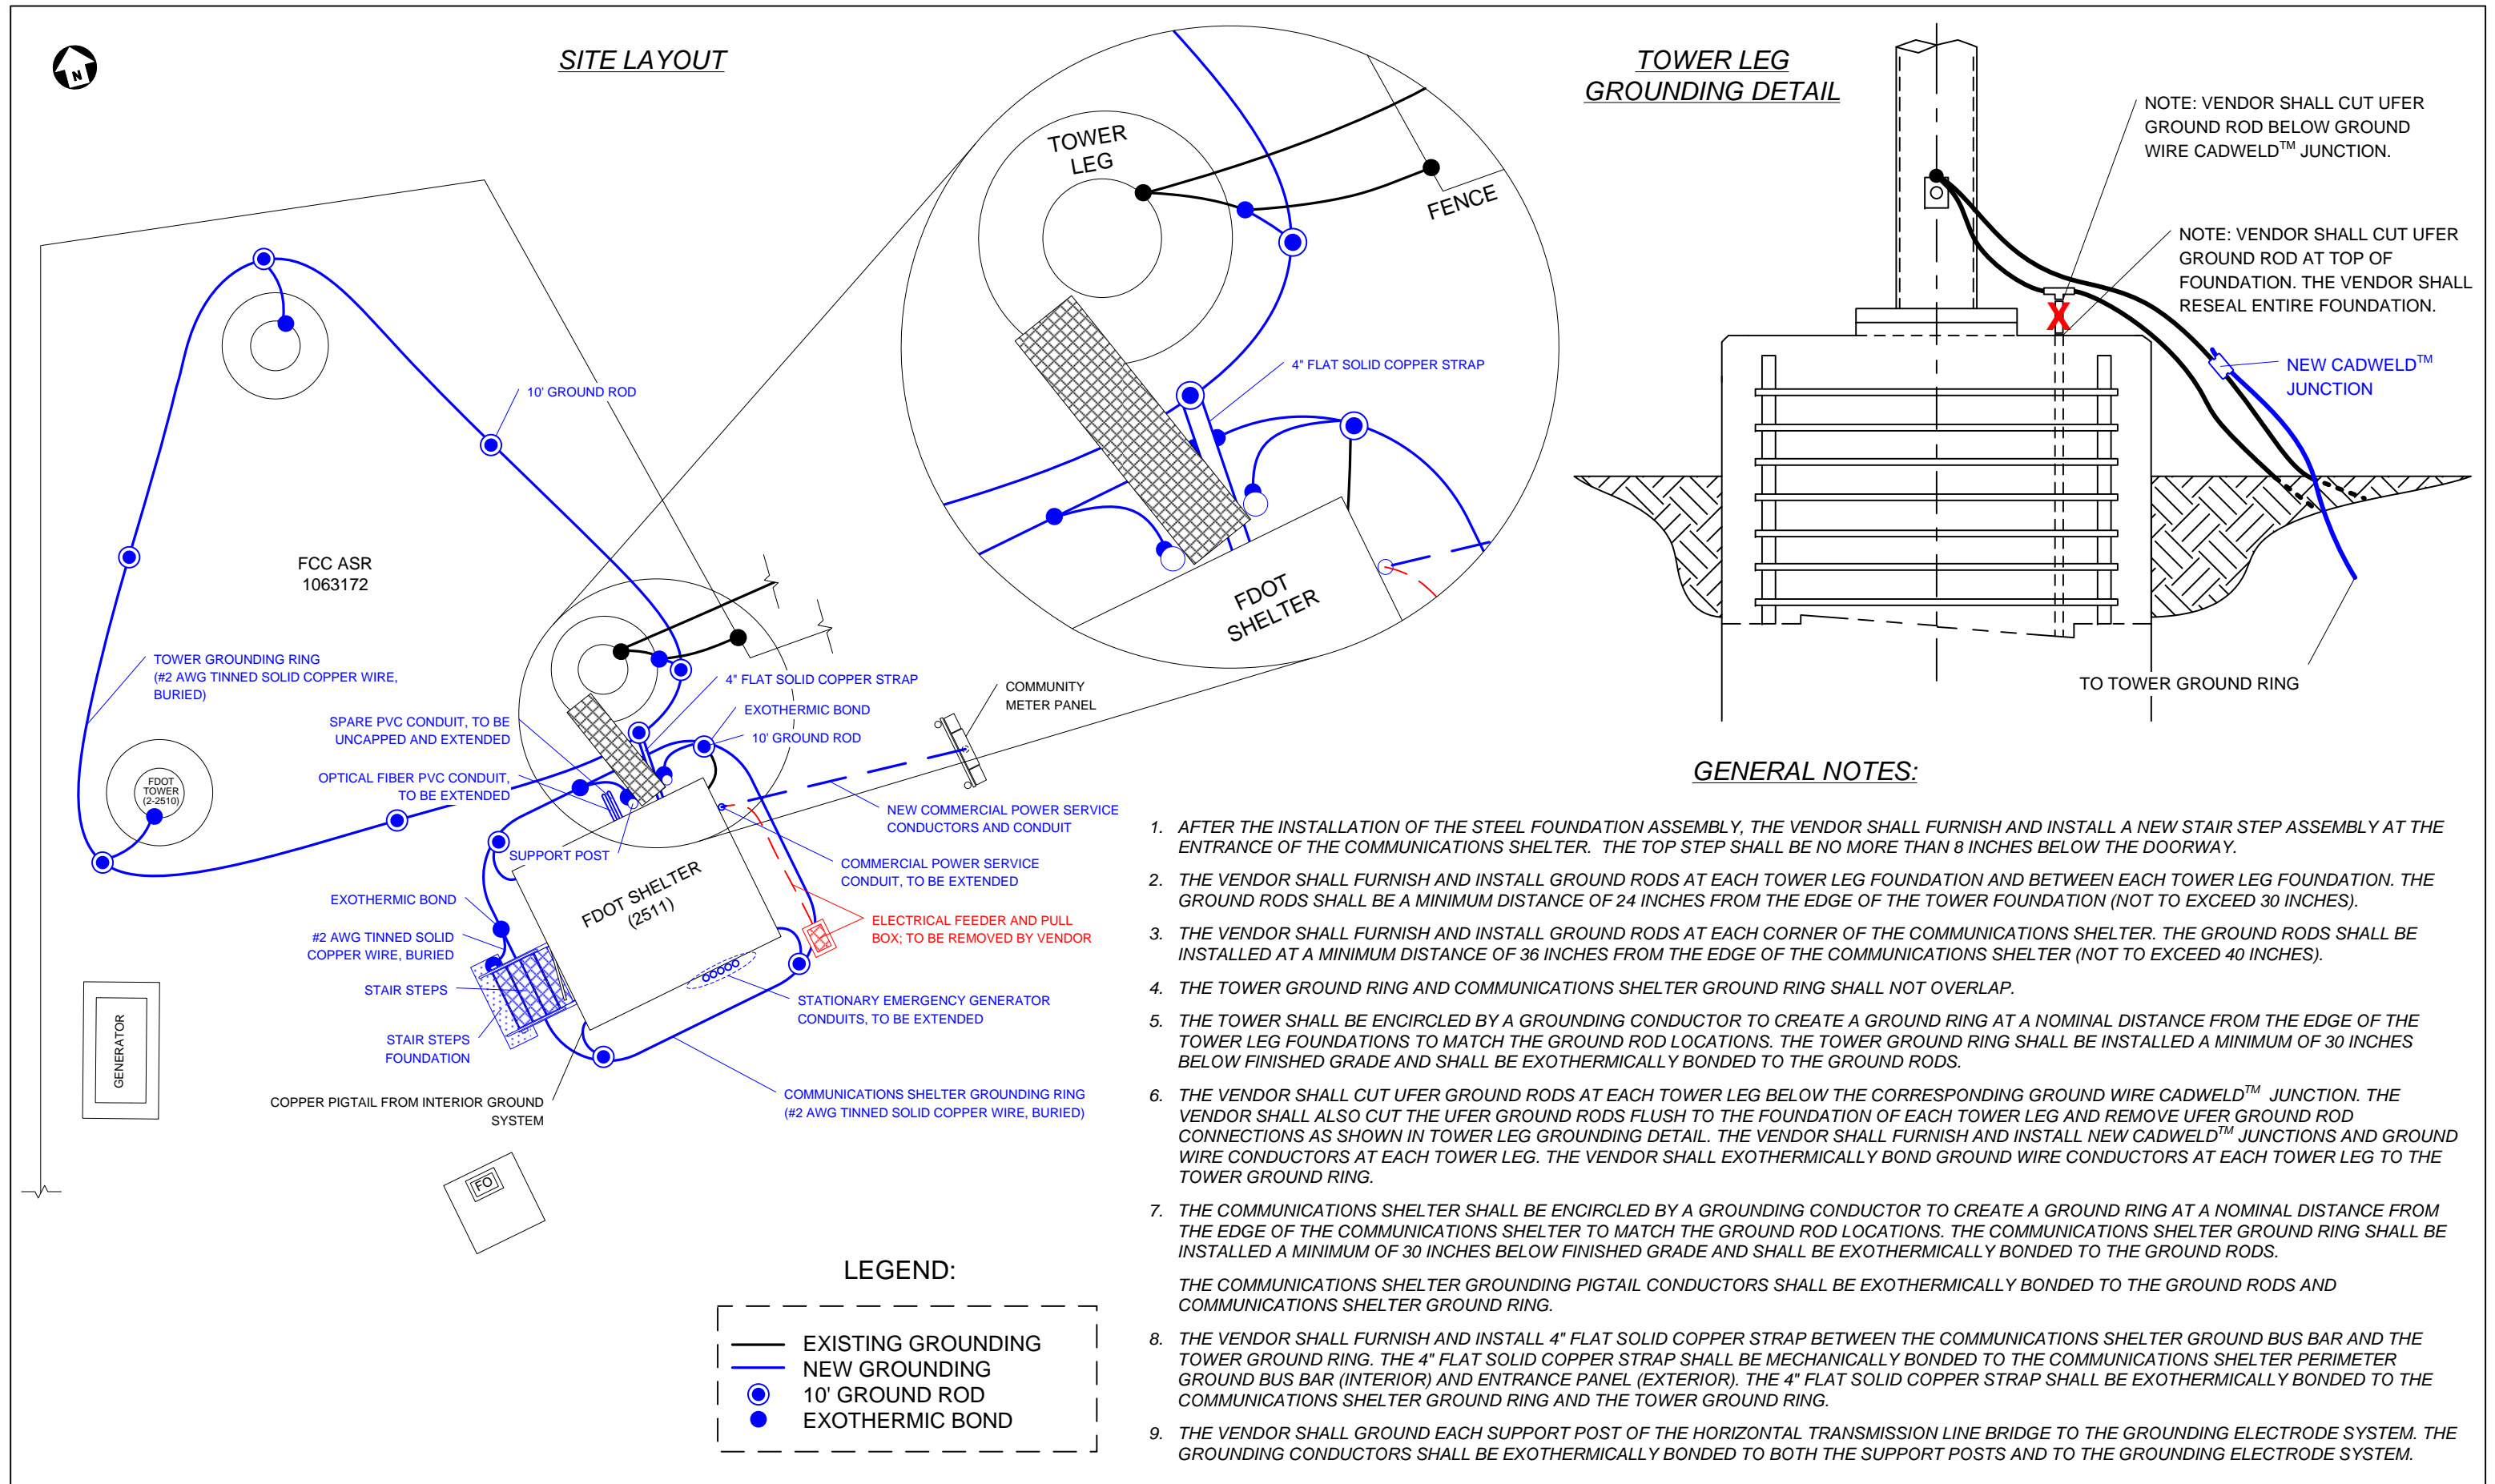 N
SITE LAYOUT
TOWER
LEG
FENCE
4" FLAT SOLID COPPER STRAP
FDOT
SHELTER
TOWER LEG
GROUNDING DETAIL
NOTE: VENDOR SHALL CUT UFER
GROUND ROD BELOW GROUND
WIRE CADWELD™ JUNCTION.
NOTE: VENDOR SHALL CUT UFER
GROUND ROD AT TOP OF
FOUNDATION. THE VENDOR SHALL
RESEAL ENTIRE FOUNDATION.
X
NEW CADWELD™
JUNCTION
TO TOWER GROUND RING
10' GROUND ROD
FCC ASR
1063172
TOWER GROUNDING RING
(#2 AWG TINNED SOLID COPPER WIRE,
BURIED)
4" FLAT SOLID COPPER STRAP
EXOTHERMIC BOND
10' GROUND ROD
COMMUNITY
METER PANEL
SPARE PVC CONDUIT, TO BE
UNCAPPED AND EXTENDED
OPTICAL FIBER PVC CONDUIT,
TO BE EXTENDED
FDOT
TOWER
(2-2510)
NEW COMMERCIAL POWER SERVICE
CONDUCTORS AND CONDUIT
SUPPORT POST
COMMERCIAL POWER SERVICE
CONDUIT, TO BE EXTENDED
FDOT SHELTER
(2511)
EXOTHERMIC BOND
ELECTRICAL FEEDER AND PULL
BOX; TO BE REMOVED BY VENDOR
#2 AWG TINNED SOLID
COPPER WIRE, BURIED
STAIR STEPS
STATIONARY EMERGENCY GENERATOR
CONDUITS, TO BE EXTENDED
STAIR STEPS
FOUNDATION
GENERATOR
COPPER PIGTAIL FROM INTERIOR GROUND
SYSTEM
COMMUNICATIONS SHELTER GROUNDING RING
(#2 AWG TINNED SOLID COPPER WIRE, BURIED)
FO
LEGEND:
EXISTING GROUNDING
NEW GROUNDING
10' GROUND ROD
EXOTHERMIC BOND
GENERAL NOTES:
1. AFTER THE INSTALLATION OF THE STEEL FOUNDATION ASSEMBLY, THE VENDOR SHALL FURNISH AND INSTALL A NEW STAIR STEP ASSEMBLY AT THE
ENTRANCE OF THE COMMUNICATIONS SHELTER. THE TOP STEP SHALL BE NO MORE THAN 8 INCHES BELOW THE DOORWAY.
2. THE VENDOR SHALL FURNISH AND INSTALL GROUND RODS AT EACH TOWER LEG FOUNDATION AND BETWEEN EACH TOWER LEG FOUNDATION. THE
GROUND RODS SHALL BE A MINIMUM DISTANCE OF 24 INCHES FROM THE EDGE OF THE TOWER FOUNDATION (NOT TO EXCEED 30 INCHES).
3. THE VENDOR SHALL FURNISH AND INSTALL GROUND RODS AT EACH CORNER OF THE COMMUNICATIONS SHELTER. THE GROUND RODS SHALL BE
INSTALLED AT A MINIMUM DISTANCE OF 36 INCHES FROM THE EDGE OF THE COMMUNICATIONS SHELTER (NOT TO EXCEED 40 INCHES).
4. THE TOWER GROUND RING AND COMMUNICATIONS SHELTER GROUND RING SHALL NOT OVERLAP.
5. THE TOWER SHALL BE ENCIRCLED BY A GROUNDING CONDUCTOR TO CREATE A GROUND RING AT A NOMINAL DISTANCE FROM THE EDGE OF THE
TOWER LEG FOUNDATIONS TO MATCH THE GROUND ROD LOCATIONS. THE TOWER GROUND RING SHALL BE INSTALLED A MINIMUM OF 30 INCHES
BELOW FINISHED GRADE AND SHALL BE EXOTHERMICALLY BONDED TO THE GROUND RODS.
6. THE VENDOR SHALL CUT UFER GROUND RODS AT EACH TOWER LEG BELOW THE CORRESPONDING GROUND WIRE CADWELD™ JUNCTION. THE
VENDOR SHALL ALSO CUT THE UFER GROUND RODS FLUSH TO THE FOUNDATION OF EACH TOWER LEG AND REMOVE UFER GROUND ROD
CONNECTIONS AS SHOWN IN TOWER LEG GROUNDING DETAIL. THE VENDOR SHALL FURNISH AND INSTALL NEW CADWELD™ JUNCTIONS AND GROUND
WIRE CONDUCTORS AT EACH TOWER LEG. THE VENDOR SHALL EXOTHERMICALLY BOND GROUND WIRE CONDUCTORS AT EACH TOWER LEG TO THE
TOWER GROUND RING.
7. THE COMMUNICATIONS SHELTER SHALL BE ENCIRCLED BY A GROUNDING CONDUCTOR TO CREATE A GROUND RING AT A NOMINAL DISTANCE FROM
THE EDGE OF THE COMMUNICATIONS SHELTER TO MATCH THE GROUND ROD LOCATIONS. THE COMMUNICATIONS SHELTER GROUND RING SHALL BE
INSTALLED A MINIMUM OF 30 INCHES BELOW FINISHED GRADE AND SHALL BE EXOTHERMICALLY BONDED TO THE GROUND RODS.
THE COMMUNICATIONS SHELTER GROUNDING PIGTAIL CONDUCTORS SHALL BE EXOTHERMICALLY BONDED TO THE GROUND RODS AND
COMMUNICATIONS SHELTER GROUND RING.
8. THE VENDOR SHALL FURNISH AND INSTALL 4" FLAT SOLID COPPER STRAP BETWEEN THE COMMUNICATIONS SHELTER GROUND BUS BAR AND THE
TOWER GROUND RING. THE 4" FLAT SOLID COPPER STRAP SHALL BE MECHANICALLY BONDED TO THE COMMUNICATIONS SHELTER PERIMETER
GROUND BUS BAR (INTERIOR) AND ENTRANCE PANEL (EXTERIOR). THE 4" FLAT SOLID COPPER STRAP SHALL BE EXOTHERMICALLY BONDED TO THE
COMMUNICATIONS SHELTER GROUND RING AND THE TOWER GROUND RING.
9. THE VENDOR SHALL GROUND EACH SUPPORT POST OF THE HORIZONTAL TRANSMISSION LINE BRIDGE TO THE GROUNDING ELECTRODE SYSTEM. THE
GROUNDING CONDUCTORS SHALL BE EXOTHERMICALLY BONDED TO BOTH THE SUPPORT POSTS AND TO THE GROUNDING ELECTRODE SYSTEM.